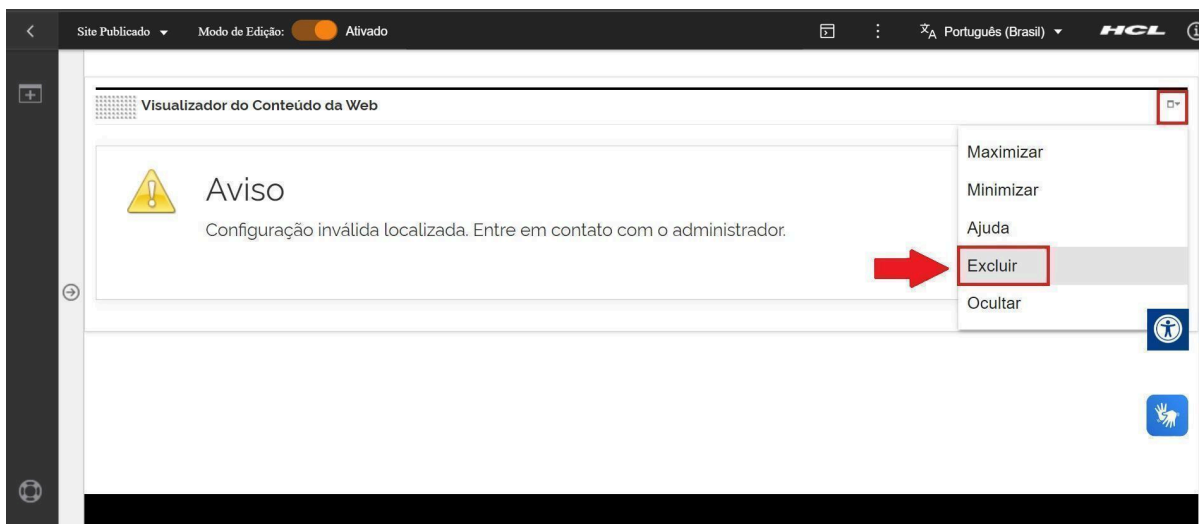 Site Publicado Modo de Edição: Ativado Português (Brasil) HCL
Visualizador do Conteúdo da Web
Maximizar
Aviso
Minimizar
Configuração inválida localizada. Entre em contato com o administrador.
Ajuda
Excluir
Ocultar